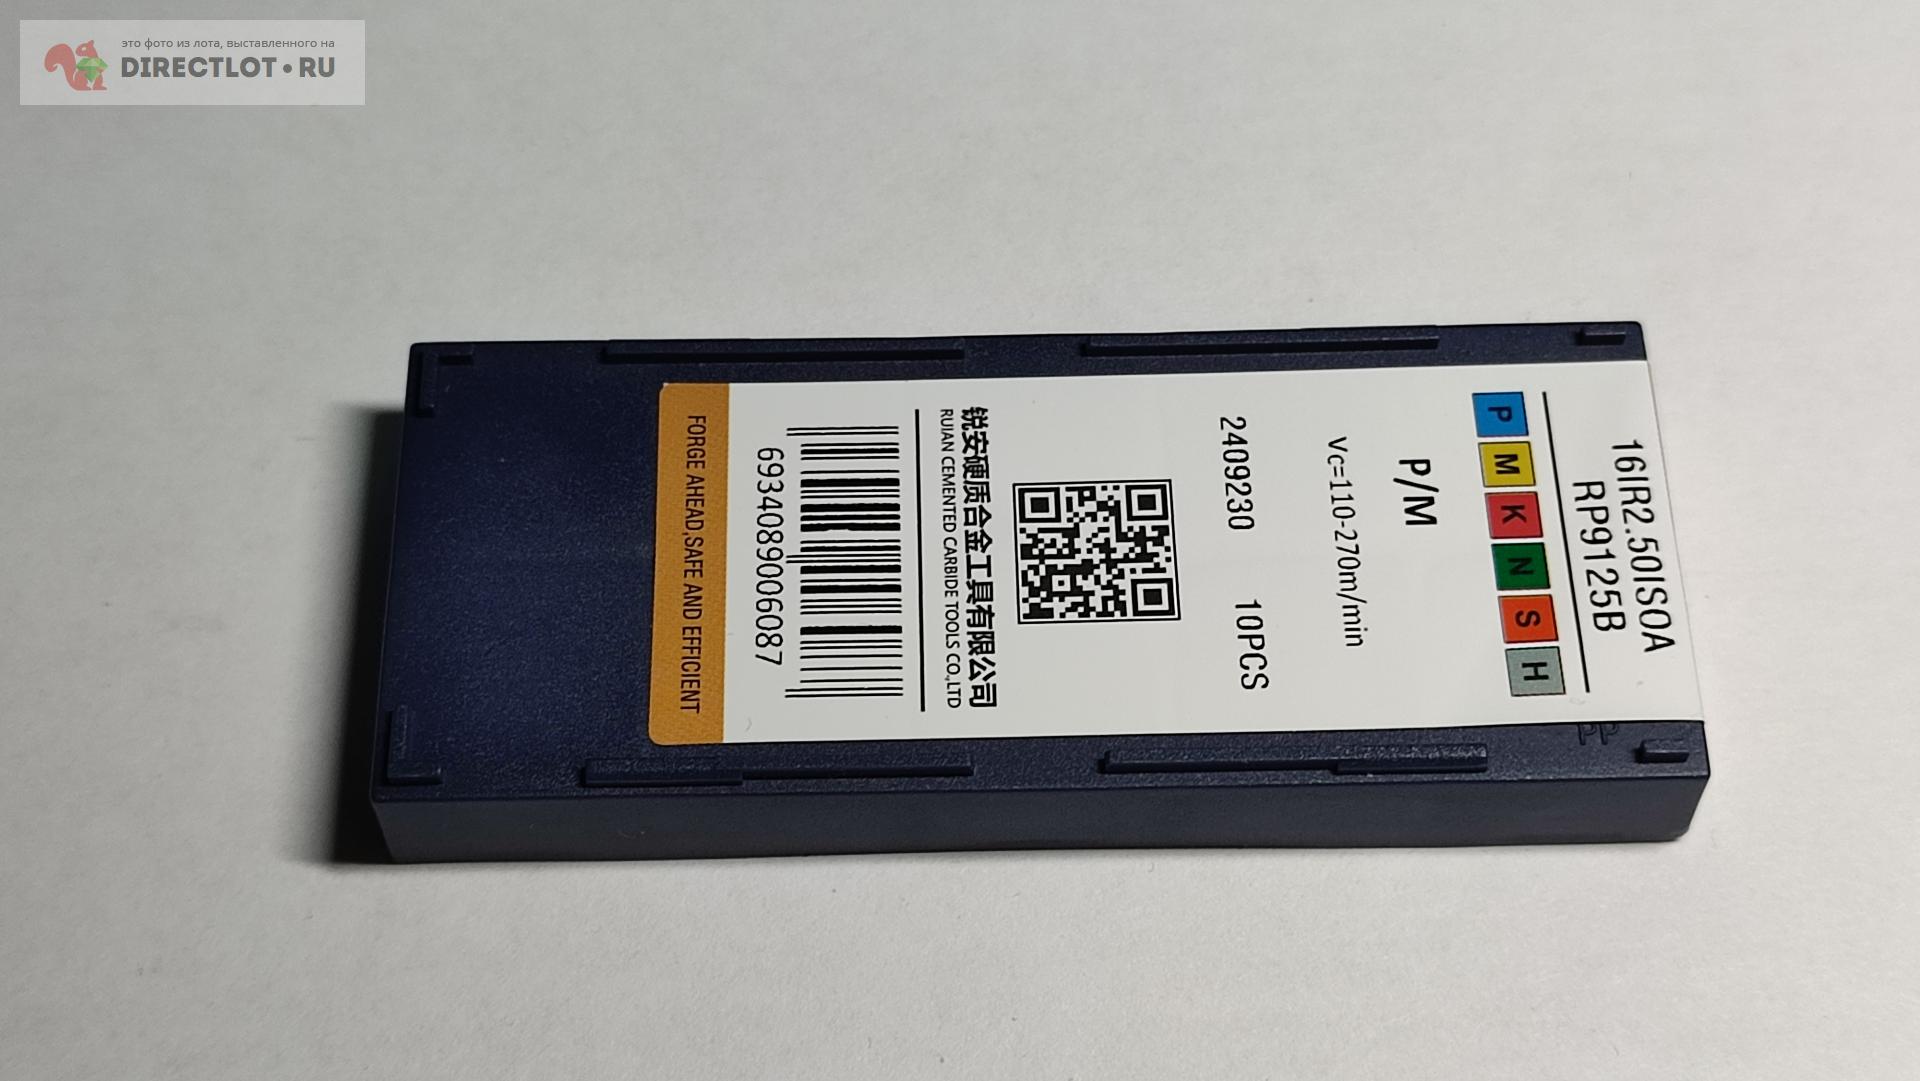 это фото из лота, выставленного на
DIRECTLOT•RU
16IR2.50ISOA
RP9125B
P M K N S H
P/M
Vc=110-270m/min
2409230 10PCS
锐安硬质合金工具有限公司
RUIAN CEMENTED CARBIDE TOOLS CO.,LTD
6934089006087
FORGE AHEAD,SAFE AND EFFICIENT
PP